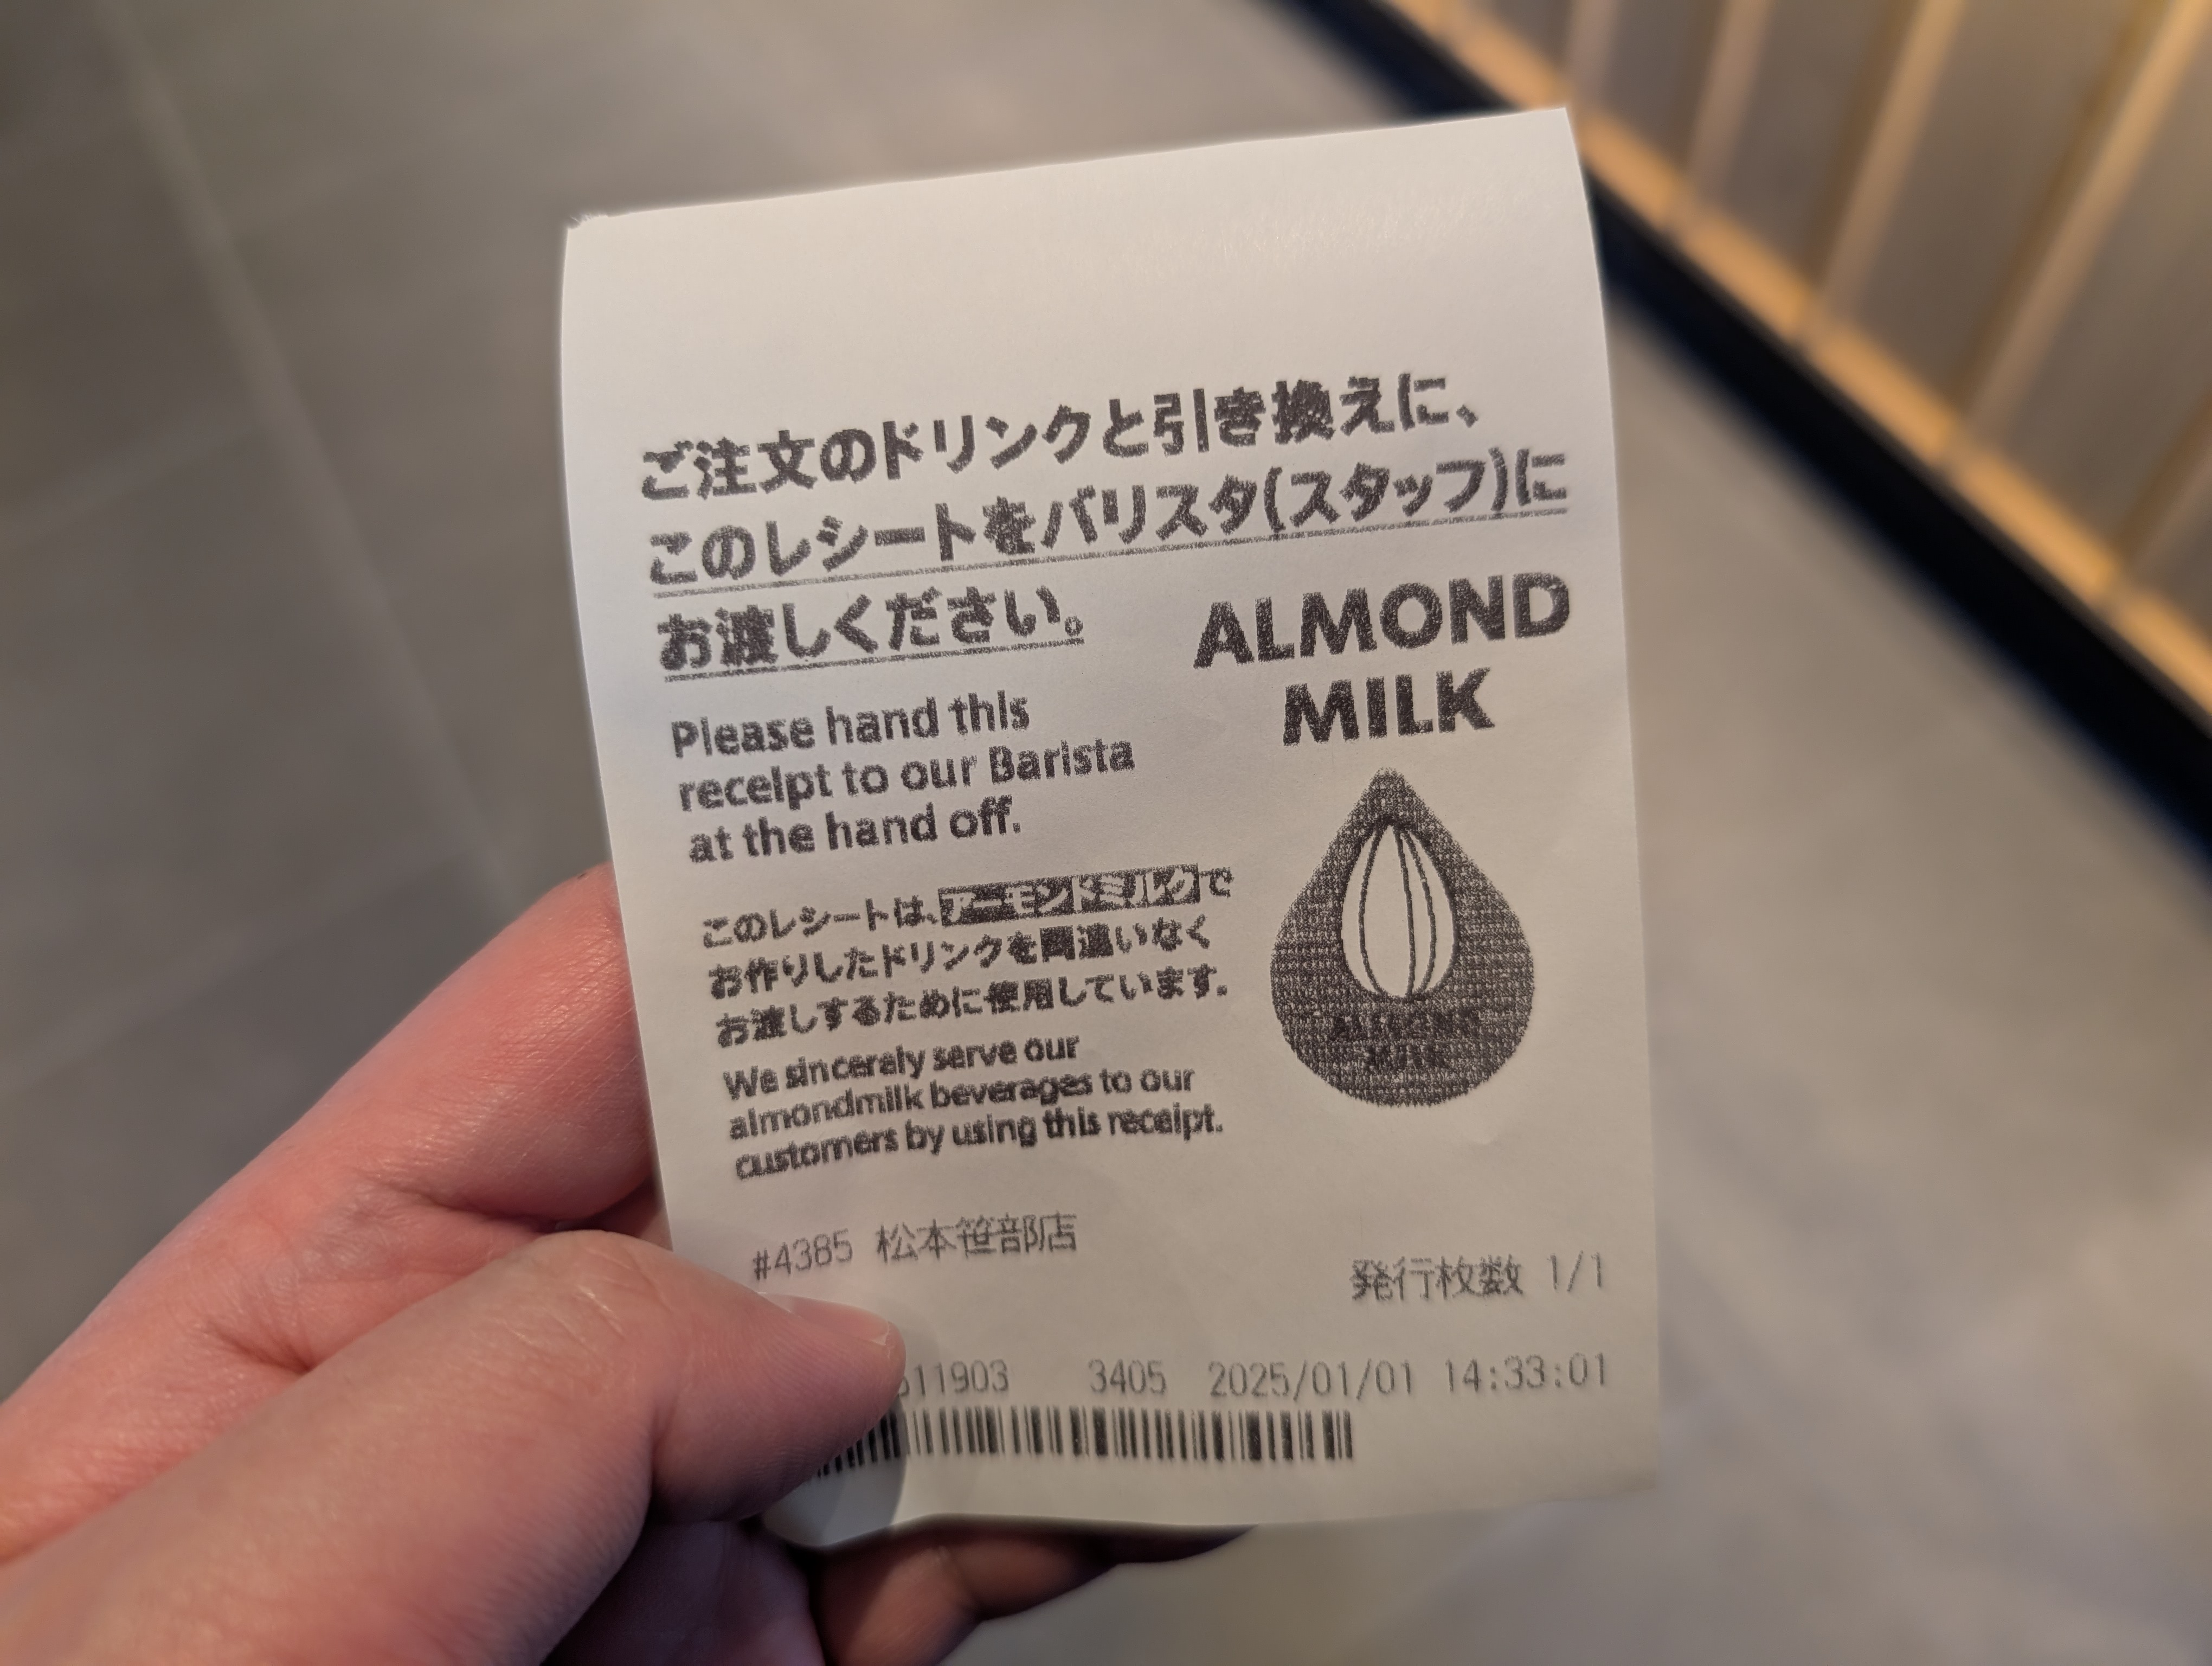 ご注文のドリンクと引き換えに、
このレシートをバリスタ(スタッフ)に
お渡しください。
ALMOND
MILK
Please hand this
receipt to our Barista
at the hand off.
このレシートは、アーモンドミルクで
お作りしたドリンクを間違いなく
お渡しするために使用しています。
ALMOND
MILK
We sincerely serve our
almondmilk beverages to our
customers by using this receipt.
#4385 松本笹部店
発行枚数 1/1
11903 3405 2025/01/01 14:33:01